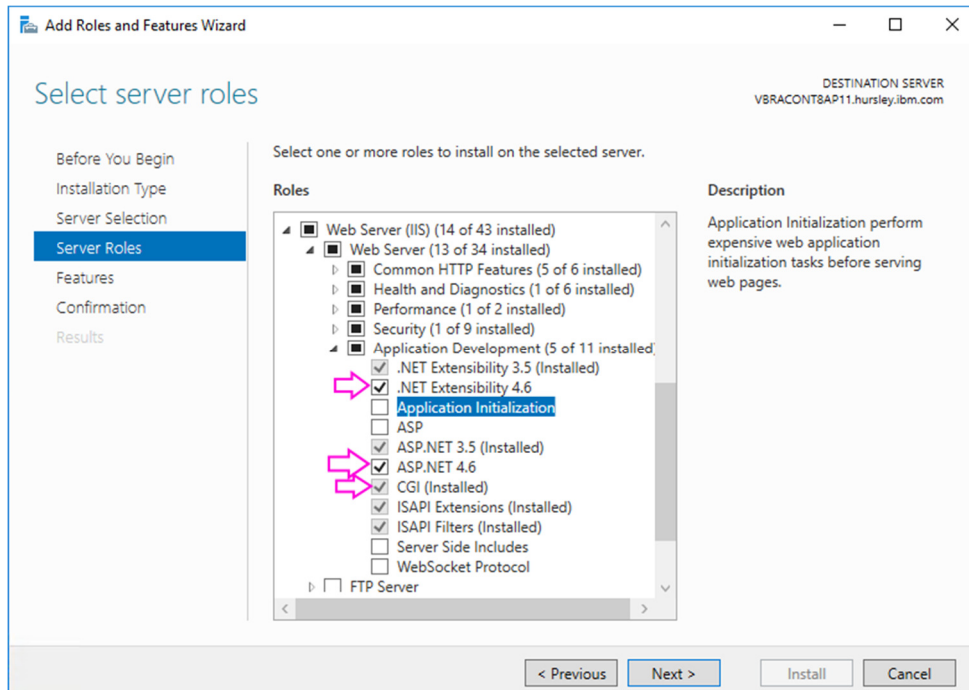 Add Roles and Features Wizard
Select server roles
DESTINATION SERVER
VBRACONT8AP11.hursley.ibm.com
Before You Begin
Installation Type
Server Selection
Server Roles
Features
Confirmation
Results
Select one or more roles to install on the selected server.
Roles
Web Server (IIS) (14 of 43 installed)
Web Server (13 of 34 installed)
Common HTTP Features (5 of 6 installed)
Health and Diagnostics (1 of 6 installed)
Performance (1 of 2 installed)
Security (1 of 9 installed)
Application Development (5 of 11 installed)
.NET Extensibility 3.5 (Installed)
.NET Extensibility 4.6
Application Initialization
ASP
ASP.NET 3.5 (Installed)
ASP.NET 4.6
CGI (Installed)
ISAPI Extensions (Installed)
ISAPI Filters (Installed)
Server Side Includes
WebSocket Protocol
FTP Server
Description
Application Initialization perform
expensive web application
initialization tasks before serving
web pages.
< Previous
Next >
Install
Cancel